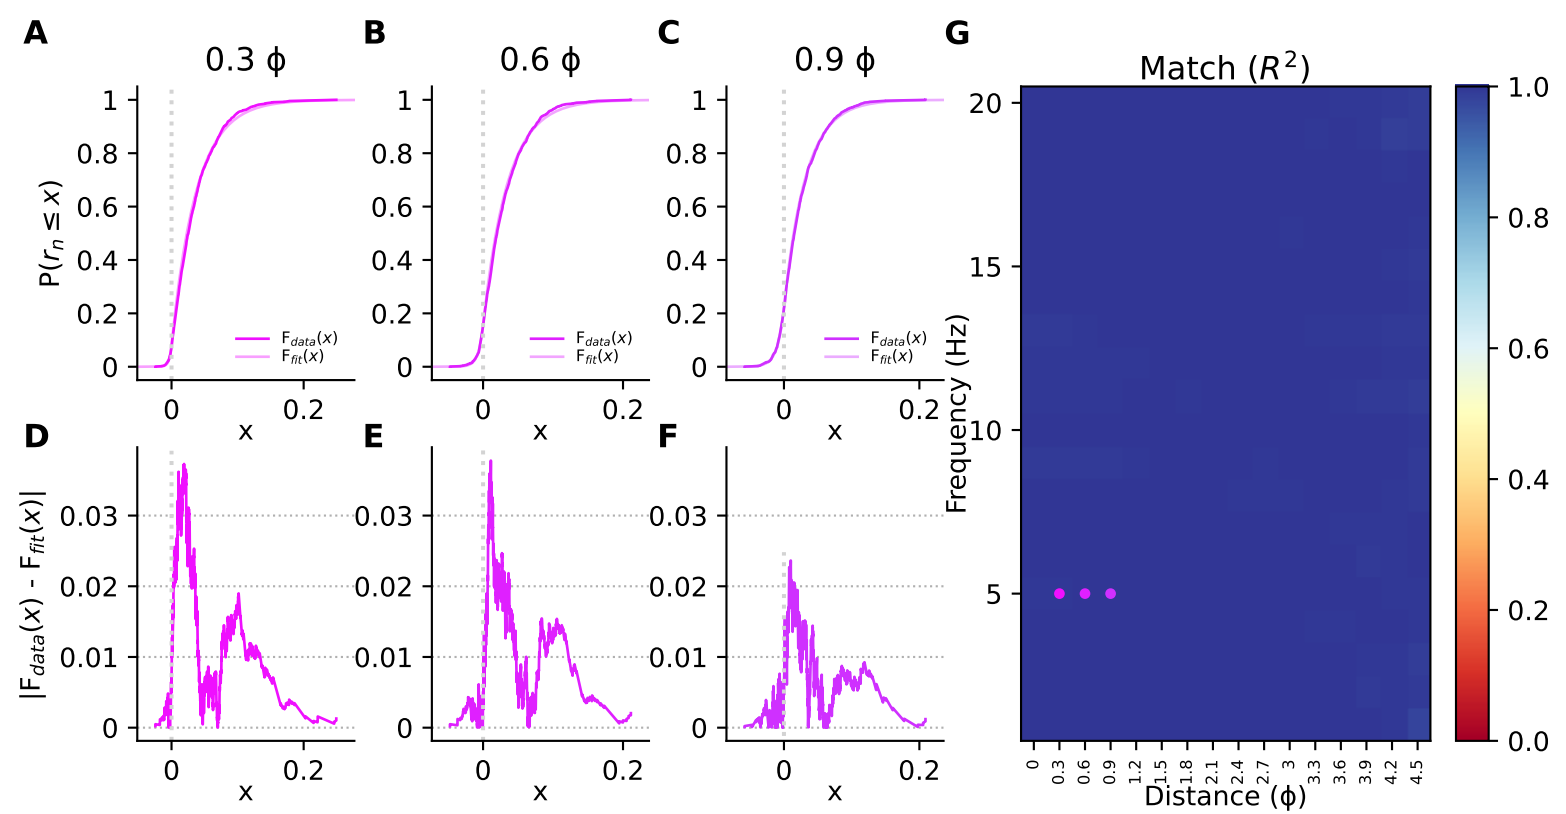 A
B
C
G
0.3 ϕ
0.6 ϕ
0.9 ϕ
Match (R²)
P(rₙ ≤ x)
1
0.8
0.6
0.4
0.2
0
F_data(x)
F_fit(x)
0
0.2
x
1
0.8
0.6
0.4
0.2
0
F_data(x)
F_fit(x)
0
0.2
x
1
0.8
0.6
0.4
0.2
0
F_data(x)
F_fit(x)
0
0.2
x
D
E
F
|F_data(x) - F_fit(x)|
0.03
0.02
0.01
0
0
0.2
x
0.03
0.02
0.01
0
0
0.2
x
0.03
0.02
0.01
0
0
0.2
x
Frequency (Hz)
20
15
10
5
0
0.3
0.6
0.9
1.2
1.5
1.8
2.1
2.4
2.7
3
3.3
3.6
3.9
4.2
4.5
Distance (ϕ)
1.0
0.8
0.6
0.4
0.2
0.0